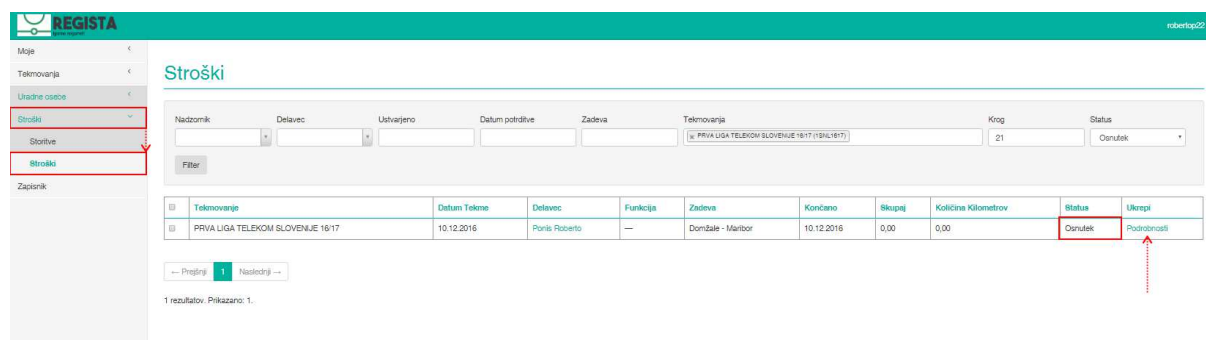 REGISTA
robertop22
Moje
Tekmovanja
Uradne osebe
Stroški
Storitve
Stroški
Zapisnik
Stroški
Nadzornik Delavec Ustvarjeno Datum potrditve Zadeva Tekmovanja Krog Status
PRVA LIGA TELEKOM SLOVENIJE 16/17 (1SNL1617) 21 Osnutek
Filter
Tekmovanje Datum Tekme Delavec Funkcija Zadeva Končano Skupaj Količina Kilometrov Status Ukrepi
PRVA LIGA TELEKOM SLOVENIJE 16/17 10.12.2016 Ponis Roberto — Domžale - Maribor 10.12.2016 0,00 0,00 Osnutek Podrobnosti
← Prejšnji 1 Naslednji →
1 rezultatov. Prikazano: 1.